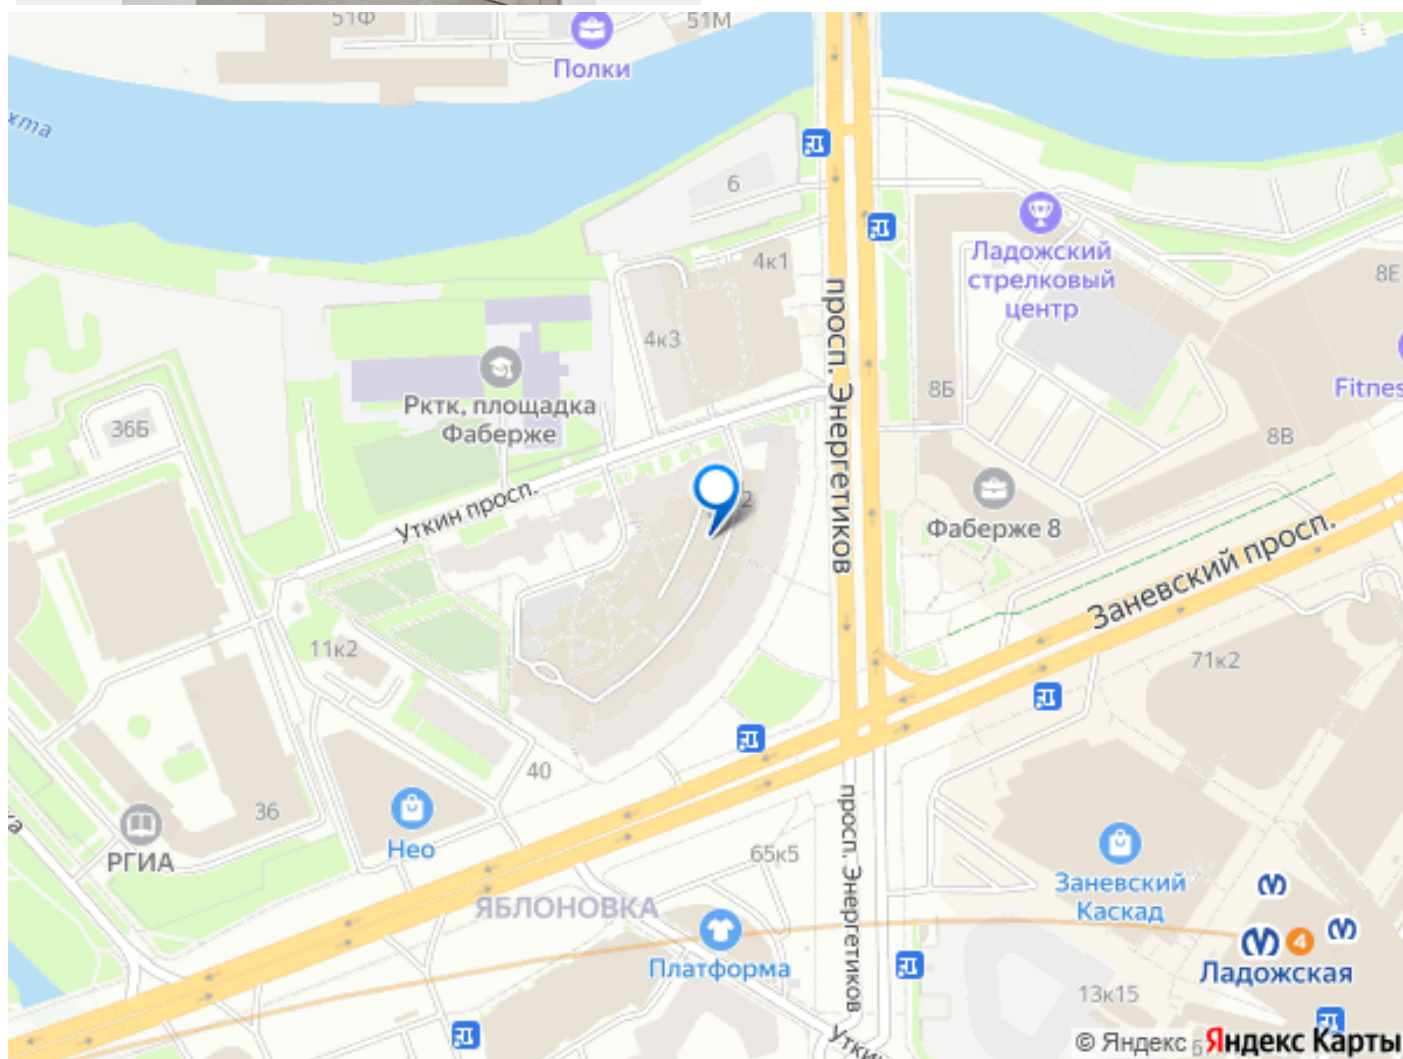 51Ф
51М
Полки
хта
6
4к1
Ладожский
стрелковый
центр
8Е
4к3
просп. Энергетиков
Fitnes
8Б
Рктк, площадка
Фаберже
36Б
8В
2
Уткин просп.
Фаберже 8
Заневский просп.
11к2
71к2
40
36
Нео
РГИА
просп. Энергетиков
65к5
Заневский
Каскад
ЯБЛОНОВКА
Платформа
4
Ладожская
13к15
Утки
© Яндекс
Яндекс Карты